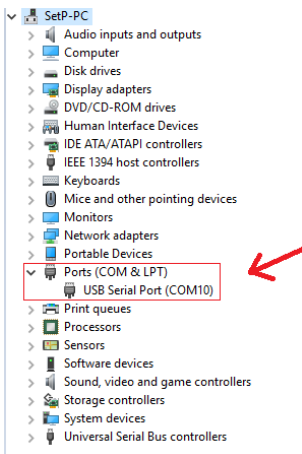 SetP-PC
Audio inputs and outputs
Computer
Disk drives
Display adapters
DVD/CD-ROM drives
Human Interface Devices
IDE ATA/ATAPI controllers
IEEE 1394 host controllers
Keyboards
Mice and other pointing devices
Monitors
Network adapters
Portable Devices
Ports (COM & LPT)
USB Serial Port (COM10)
Print queues
Processors
Sensors
Software devices
Sound, video and game controllers
Storage controllers
System devices
Universal Serial Bus controllers